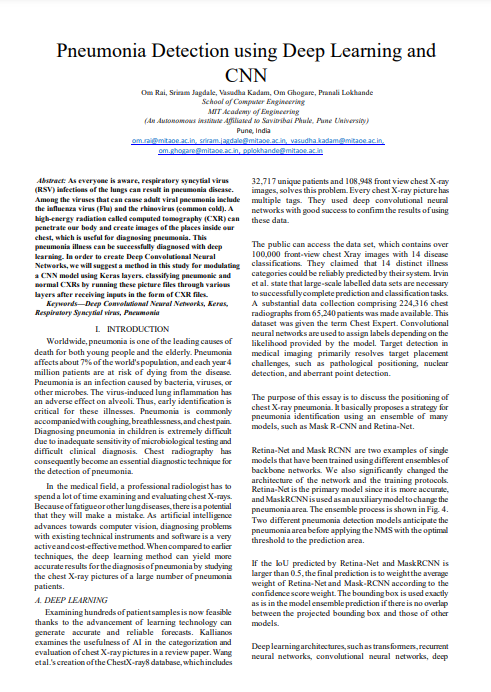 Pneumonia Detection using Deep Learning and
CNN
Om Rai, Sriram Jagdale, Vasudha Kadam, Om Ghogare, Pranali Lokhande
School of Computer Engineering
MIT Academy of Engineering
(An Autonomous institute Affiliated to Savitribai Phule, Pune University)
Pune, India
om.rai@mitaoe.ac.in, sriram.jagdale@mitaoe.ac.in, vasudha.kadam@mitaoe.ac.in,
om.ghogare@mitaoe.ac.in, pplokhande@mitaoe.ac.in
Abstract: As everyone is aware, respiratory syncytial virus
(RSV) infections of the lungs can result in pneumonia disease.
Among the viruses that can cause adult viral pneumonia include
the influenza virus (Flu) and the rhinovirus (common cold). A
high-energy radiation called computed tomography (CXR) can
penetrate our body and create images of the places inside our
chest, which is useful for diagnosing pneumonia. This
pneumonia illness can be successfully diagnosed with deep
learning. In order to create Deep Convolutional Neural
Networks, we will suggest a method in this study for modulating
a CNN model using Keras layers. classifying pneumonic and
normal CXRs by running these picture files through various
layers after receiving inputs in the form of CXR files.
Keywords—Deep Convolutional Neural Networks, Keras,
Respiratory Syncytial virus, Pneumonia
I. INTRODUCTION
Worldwide, pneumonia is one of the leading causes of
death for both young people and the elderly. Pneumonia
affects about 7% of the world's population, and each year 4
million patients are at risk of dying from the disease.
Pneumonia is an infection caused by bacteria, viruses, or
other microbes. The virus-induced lung inflammation has
an adverse effect on alveoli. Thus, early identification is
critical for these illnesses. Pneumonia is commonly
accompanied with coughing, breathlessness, and chest pain.
Diagnosing pneumonia in children is extremely difficult
due to inadequate sensitivity of microbiological testing and
difficult clinical diagnosis. Chest radiography has
consequently become an essential diagnostic technique for
the detection of pneumonia.
In the medical field, a professional radiologist has to
spend a lot of time examining and evaluating chest X-rays.
Because of fatigue or other lung diseases, there is a potential
that they will make a mistake. As artificial intelligence
advances towards computer vision, diagnosing problems
with existing technical instruments and software is a very
active and cost-effective method. When compared to earlier
techniques, the deep learning method can yield more
accurate results for the diagnosis of pneumonia by studying
the chest X-ray pictures of a large number of pneumonia
patients.
A. DEEP LEARNING
Examining hundreds of patient samples is now feasible
thanks to the advancement of learning technology can
generate accurate and reliable forecasts. Kallianos
examines the usefulness of AI in the categorization and
evaluation of chest X-ray pictures in a review paper. Wang
et al.'s creation of the ChestX-ray8 database, which includes
32,717 unique patients and 108,948 front view chest X-ray
images, solves this problem. Every chest X-ray picture has
multiple tags. They used deep convolutional neural
networks with good success to confirm the results of using
these data.
The public can access the data set, which contains over
100,000 front-view chest Xray images with 14 disease
classifications. They claimed that 14 distinct illness
categories could be reliably predicted by their system. Irvin
et al. state that large-scale labelled data sets are necessary
to successfully complete prediction and classification tasks.
A substantial data collection comprising 224,316 chest
radiographs from 65,240 patients was made available. This
dataset was given the term Chest Expert. Convolutional
neural networks are used to assign labels depending on the
likelihood provided by the model. Target detection in
medical imaging primarily resolves target placement
challenges, such as pathological positioning, nuclear
detection, and aberrant point detection.
The purpose of this essay is to discuss the positioning of
chest X-ray pneumonia. It basically proposes a strategy for
pneumonia identification using an ensemble of many
models, such as Mask R-CNN and Retina-Net.
Retina-Net and Mask RCNN are two examples of single
models that have been trained using different ensembles of
backbone networks. We also significantly changed the
architecture of the network and the training protocols.
Retina-Net is the primary model since it is more accurate,
and MaskRCNN is used as an auxiliary model to change the
pneumonia area. The ensemble process is shown in Fig. 4.
Two different pneumonia detection models anticipate the
pneumonia area before applying the NMS with the optimal
threshold to the prediction area.
If the IoU predicted by Retina-Net and MaskRCNN is
larger than 0.5, the final prediction is to weight the average
weight of Retina-Net and Mask-RCNN according to the
confidence score weight. The bounding box is used exactly
as is in the model ensemble prediction if there is no overlap
between the projected bounding box and those of other
models.
Deep learning architectures, such as transformers, recurrent
neural networks, convolutional neural networks, deep